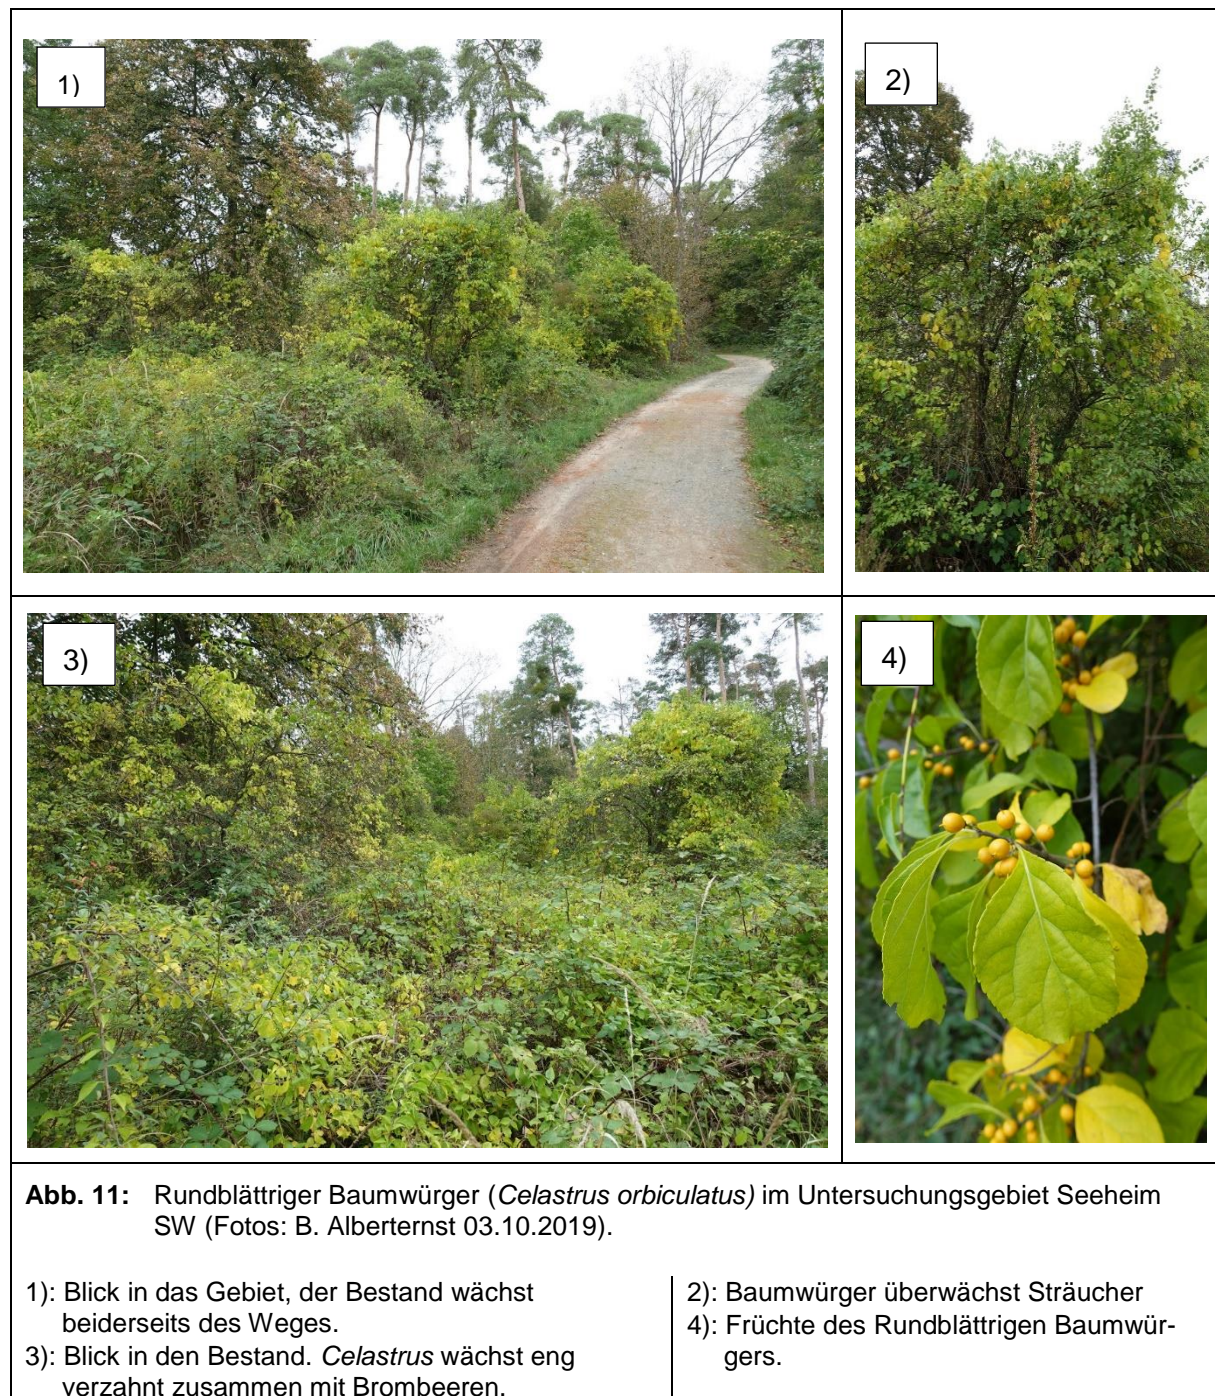 1)
2)
3)
4)
Abb. 11: Rundblättriger Baumwürger (Celastrus orbiculatus) im Untersuchungsgebiet Seeheim
SW (Fotos: B. Alberternst 03.10.2019).
1): Blick in das Gebiet, der Bestand wächst
beiderseits des Weges.
3): Blick in den Bestand. Celastrus wächst eng
verzahnt zusammen mit Brombeeren.
2): Baumwürger überwächst Sträucher
4): Früchte des Rundblättrigen Baumwür-
gers.